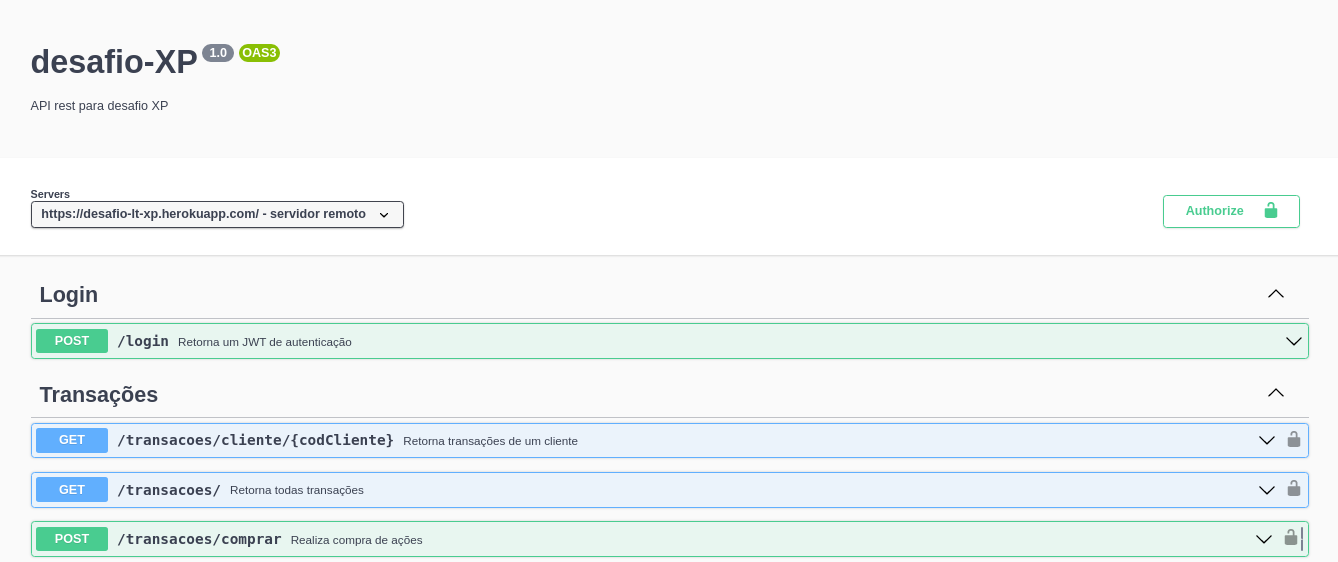 desafio-XP 1.0 OAS3
API rest para desafio XP
Servers
https://desafio-lt-xp.herokuapp.com/ - servidor remoto
Authorize
Login
POST /login Retorna um JWT de autenticação
Transações
GET /transacoes/cliente/{codCliente} Retorna transações de um cliente
GET /transacoes/ Retorna todas transações
POST /transacoes/comprar Realiza compra de ações